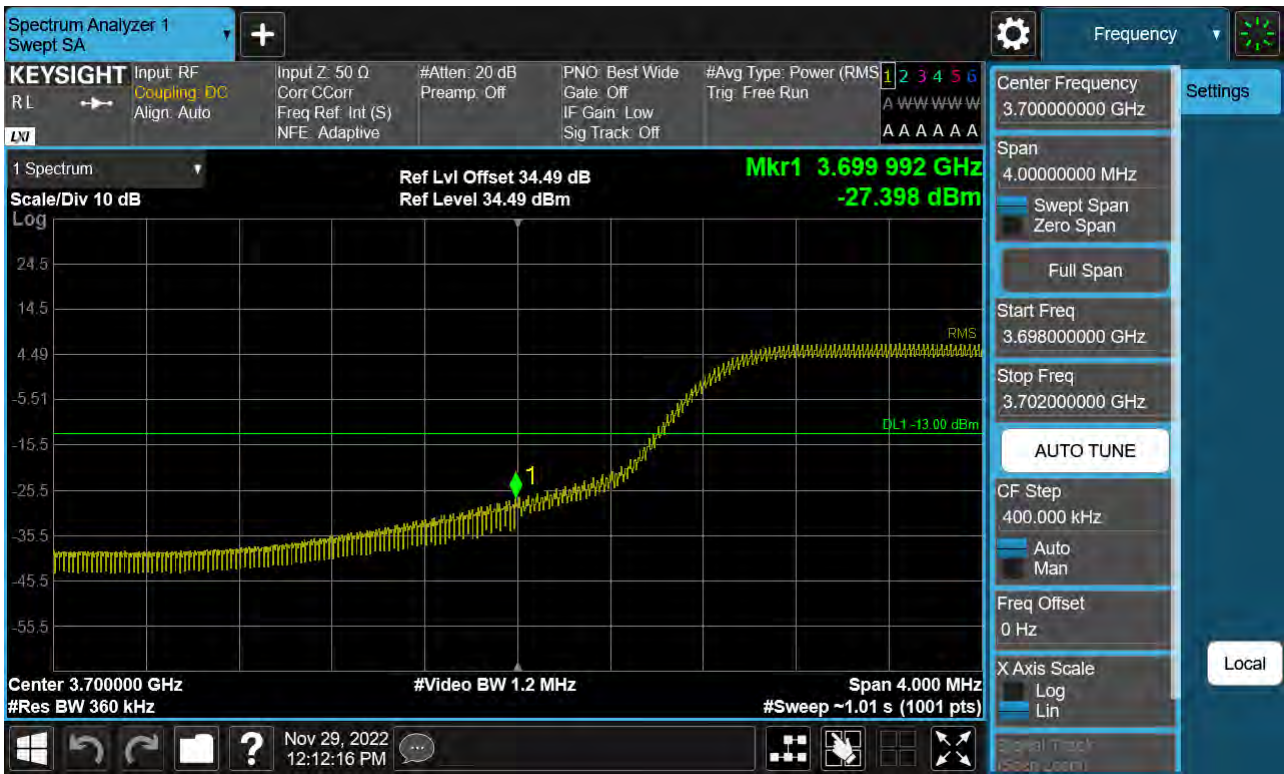 Spectrum Analyzer 1
Swept SA
+
Frequency
KEYSIGHT
RL
LXI
Input: RF
Coupling: DC
Align: Auto
Input Z: 50 Ω
Corr CCorr
Freq Ref: Int (S)
NFE: Adaptive
#Atten: 20 dB
Preamp: Off
PNO: Best Wide
Gate: Off
IF Gain: Low
Sig Track: Off
#Avg Type: Power (RMS
Trig: Free Run
1 2 3 4 5 6
A WW WW W
A A A A A A
1 Spectrum
Scale/Div 10 dB
Log
Ref Lvl Offset 34.49 dB
Ref Level 34.49 dBm
Mkr1 3.699 992 GHz
-27.398 dBm
24.5
14.5
4.49
-5.51
-15.5
-25.5
-35.5
-45.5
-55.5
RMS
DL1 -13.00 dBm
1
Center 3.700000 GHz
#Res BW 360 kHz
#Video BW 1.2 MHz
Span 4.000 MHz
#Sweep ~1.01 s (1001 pts)
Center Frequency
3.700000000 GHz
Settings
Span
4.00000000 MHz
Swept Span
Zero Span
Full Span
Start Freq
3.698000000 GHz
Stop Freq
3.702000000 GHz
AUTO TUNE
CF Step
400.000 kHz
Auto
Man
Freq Offset
0 Hz
X Axis Scale
Log
Lin
Signal Track
(Span Zoom)
Local
?
Nov 29, 2022
12:12:16 PM